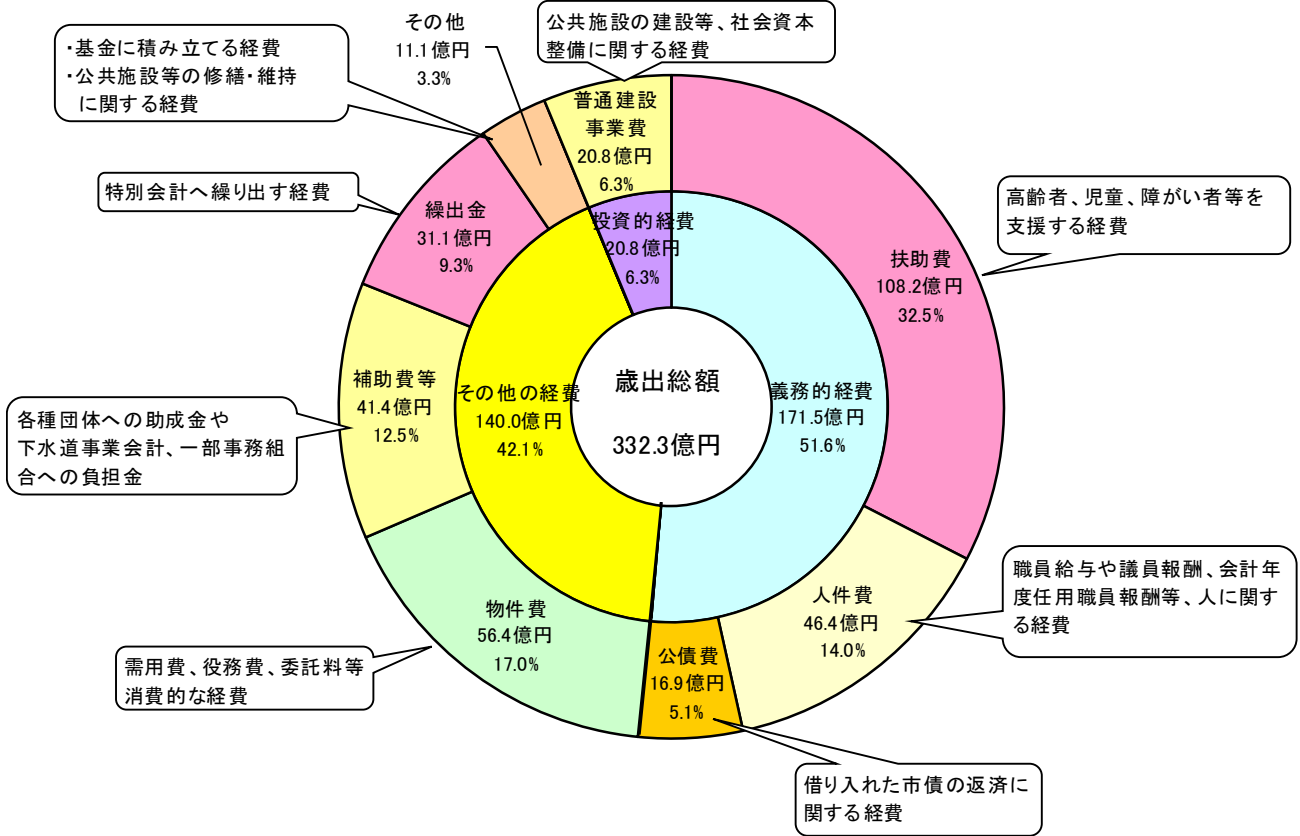 その他
11.1億円
3.3%
公共施設の建設等、社会資本
整備に関する経費
・基金に積み立てる経費
・公共施設等の修繕・維持
に関する経費
普通建設
事業費
20.8億円
6.3%
特別会計へ繰り出す経費
繰出金
31.1億円
9.3%
投資的経費
20.8億円
6.3%
高齢者、児童、障がい者等を
支援する経費
扶助費
108.2億円
32.5%
補助費等
41.4億円
12.5%
その他の経費
140.0億円
42.1%
歳出総額
332.3億円
義務的経費
171.5億円
51.6%
各種団体への助成金や
下水道事業会計、一部事務組
合への負担金
物件費
56.4億円
17.0%
人件費
46.4億円
14.0%
職員給与や議員報酬、会計年
度任用職員報酬等、人に関す
る経費
公債費
16.9億円
5.1%
需用費、役務費、委託料等
消費的な経費
借り入れた市債の返済に
関する経費